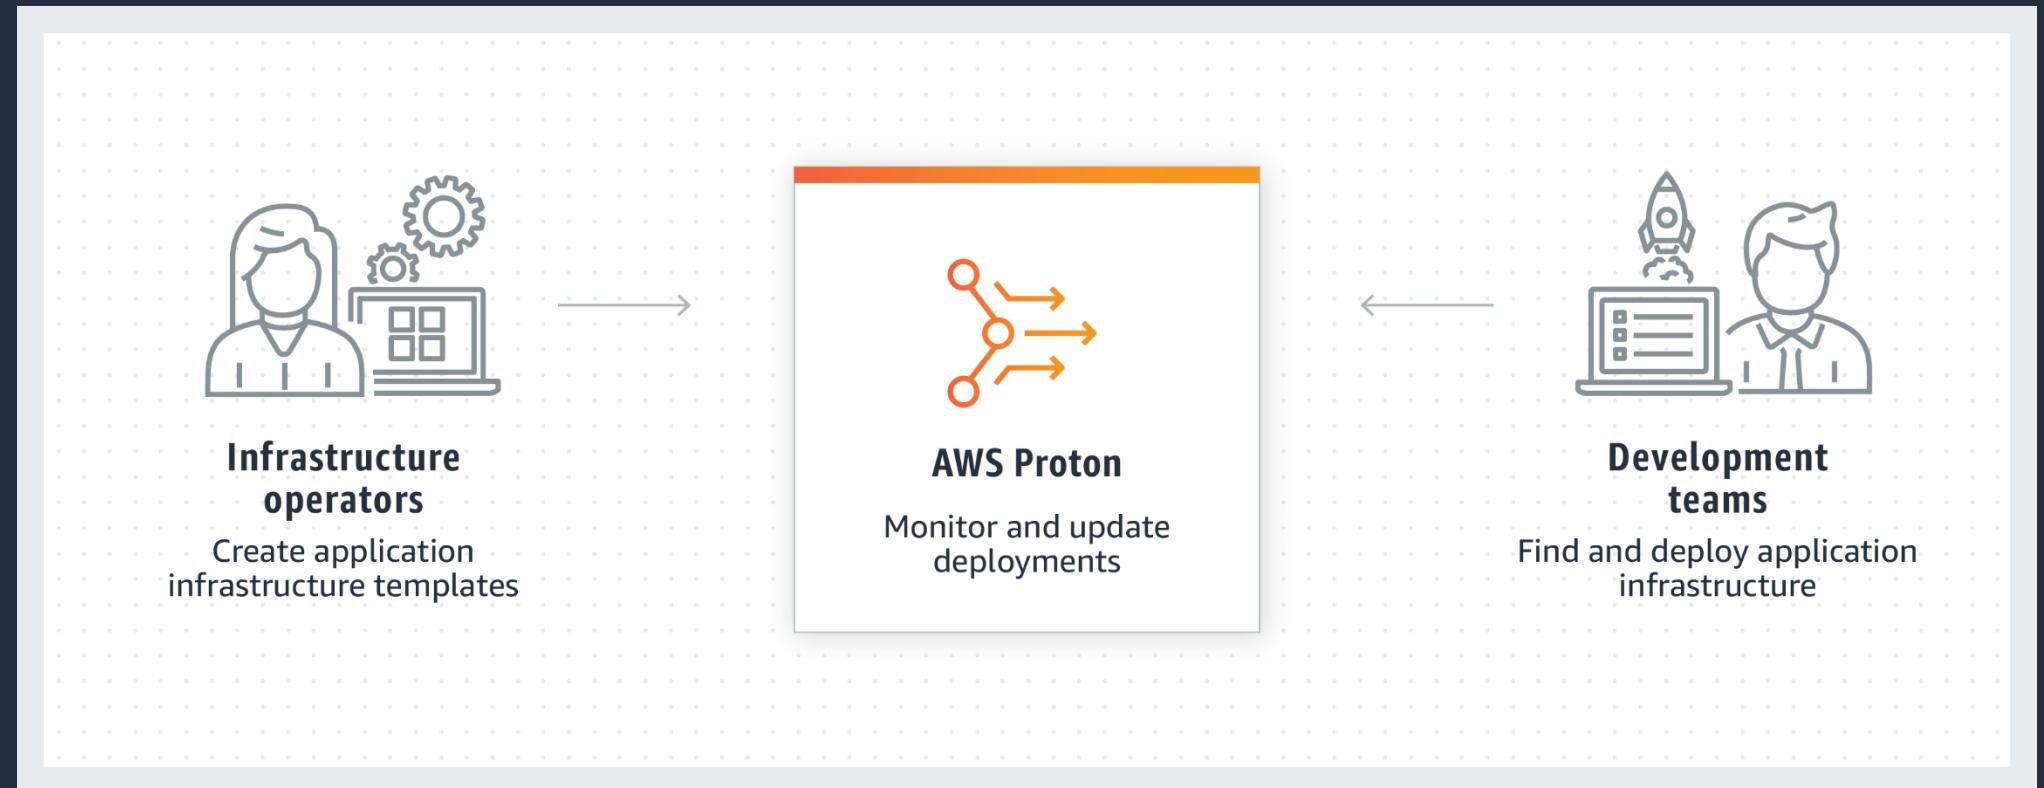 Infrastructure
operators
Create application
infrastructure templates
AWS Proton
Monitor and update
deployments
Development
teams
Find and deploy application
infrastructure